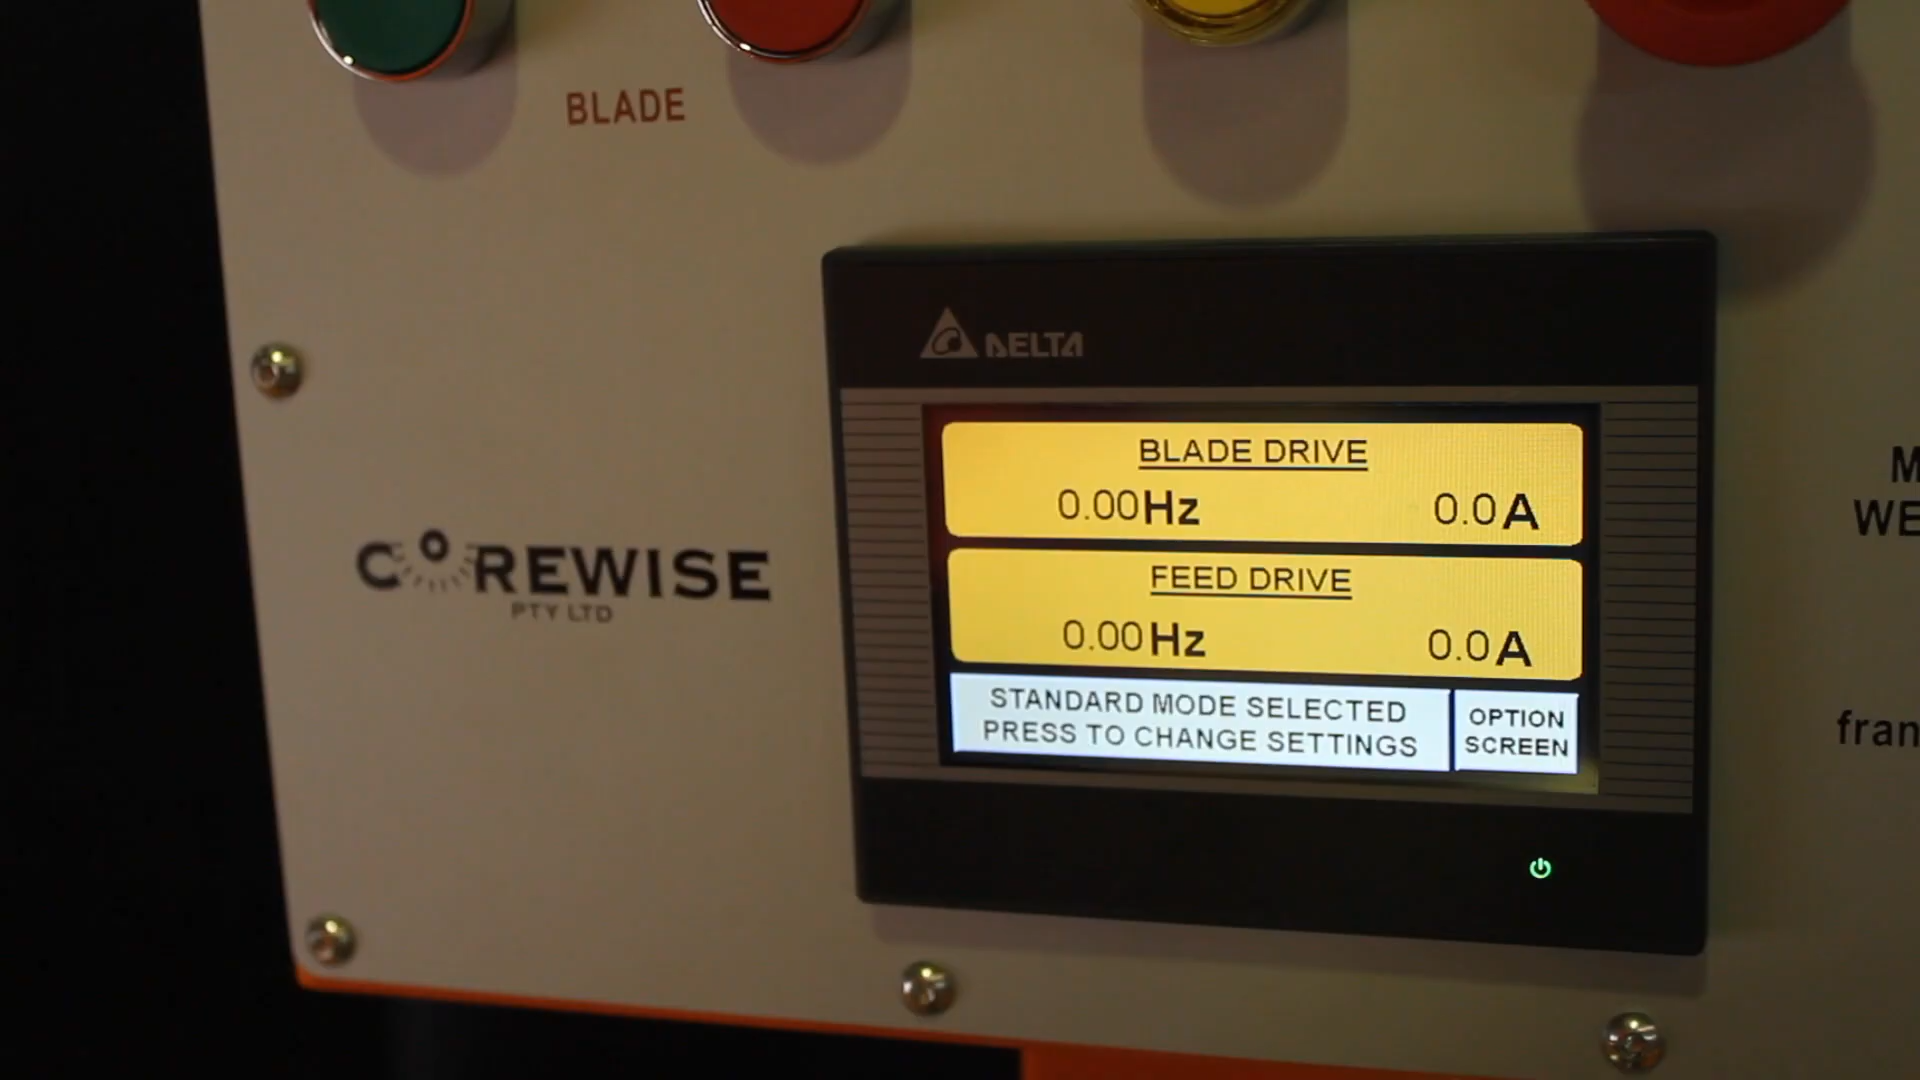 BLADE
DELTA
BLADE DRIVE
0.00Hz 0.0A
FEED DRIVE
0.00Hz 0.0A
STANDARD MODE SELECTED
PRESS TO CHANGE SETTINGS
OPTION
SCREEN
COREWISE
PTY LTD